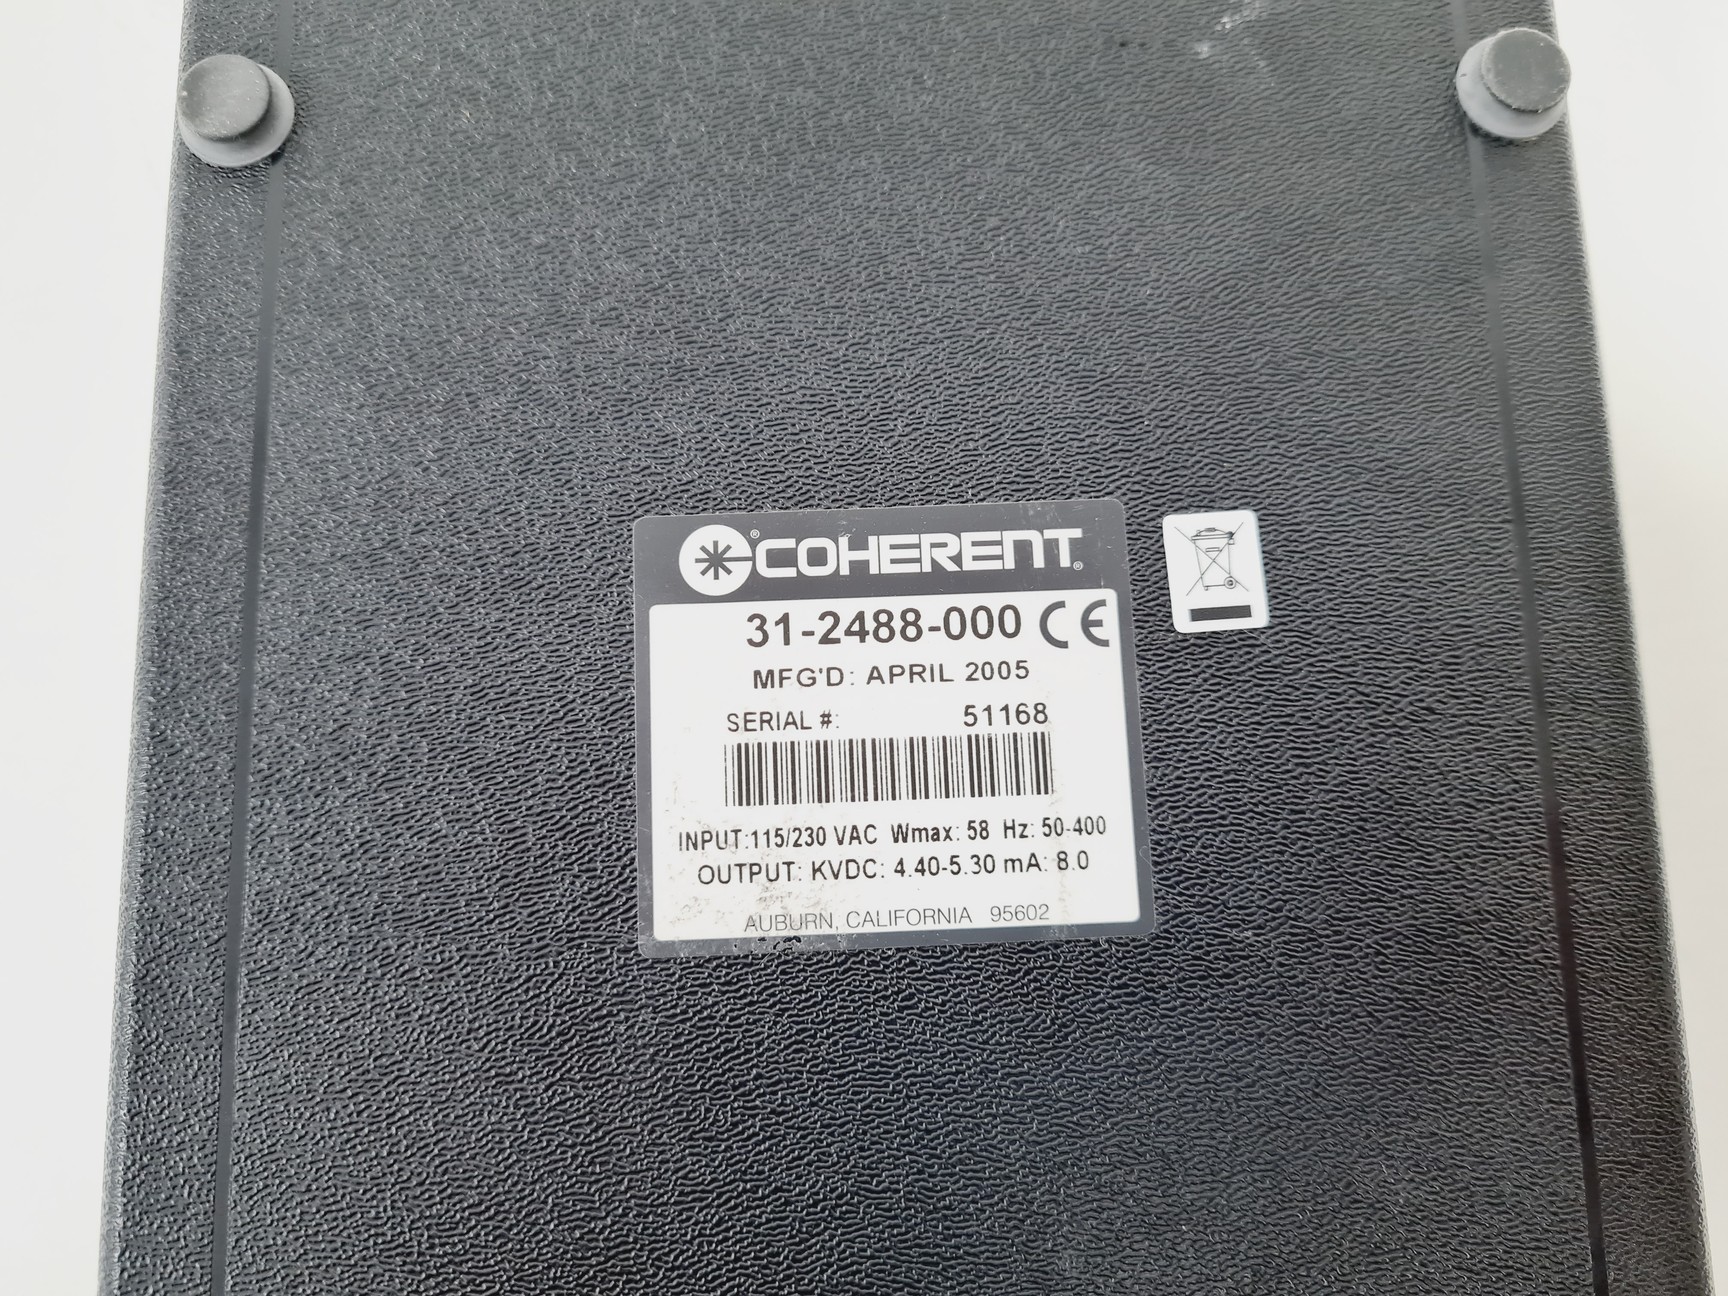 COHERENT
31-2488-000 CE
MFG'D: APRIL 2005
SERIAL #: 51168
INPUT:115/230 VAC Wmax: 58 Hz: 50-400
OUTPUT: KVDC: 4.40-5.30 mA: 8.0
AUBURN, CALIFORNIA 95602